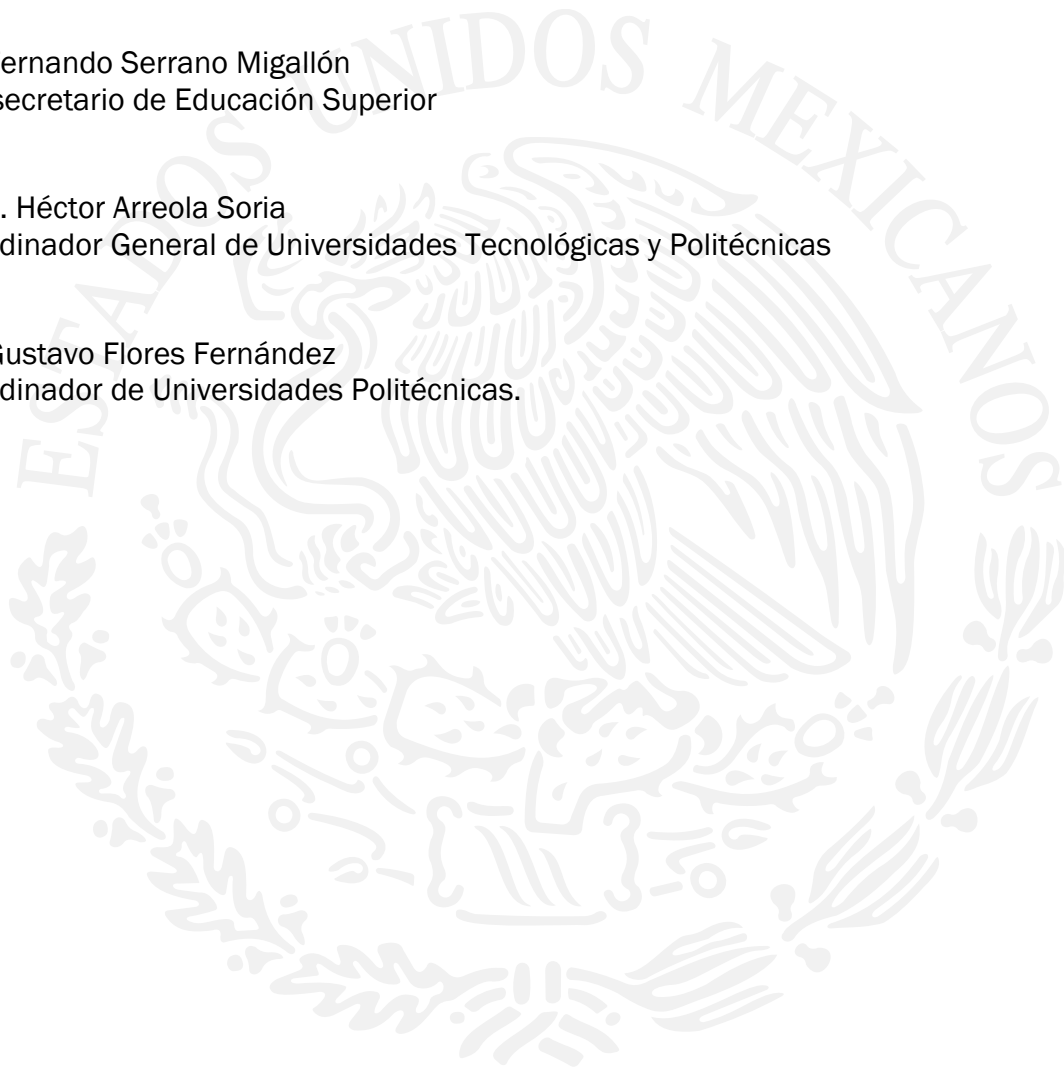 ESTADOS UNIDOS MEXICANOS
ernando Serrano Migallón
secretario de Educación Superior
. Héctor Arreola Soria
dinador General de Universidades Tecnológicas y Politécnicas
Gustavo Flores Fernández
dinador de Universidades Politécnicas.